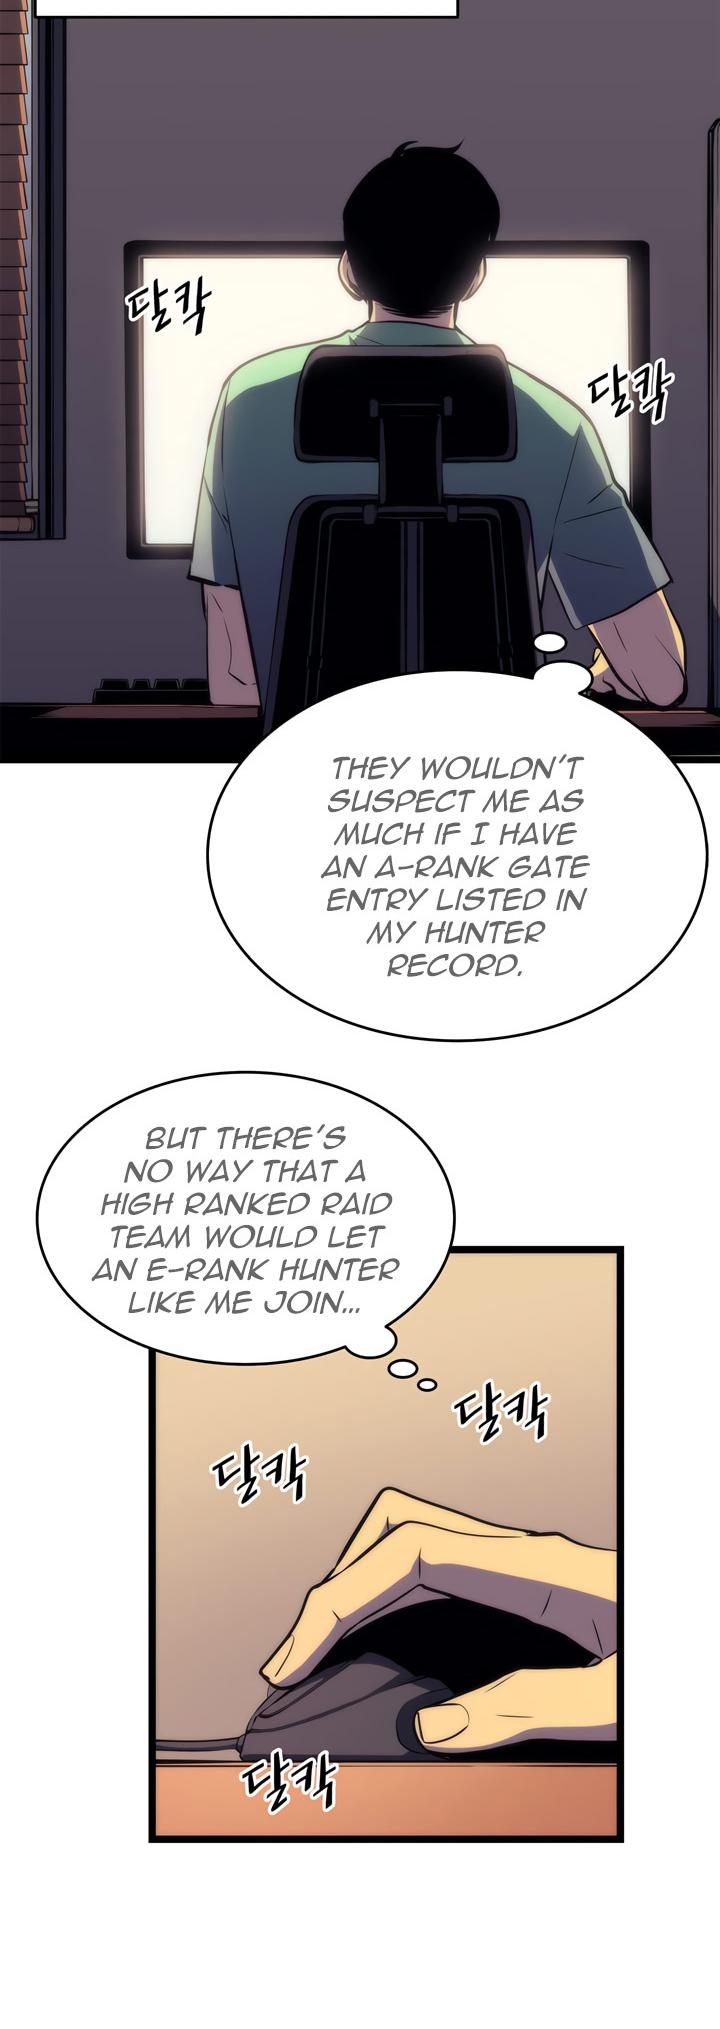 달칵
달칵
THEY WOULDN'T
SUSPECT ME AS
MUCH IF I HAVE
AN A-RANK GATE
ENTRY LISTED IN
MY HUNTER
RECORD.
BUT THERE'S
NO WAY THAT A
HIGH RANKED RAID
TEAM WOULD LET
AN E-RANK HUNTER
LIKE ME JOIN...
달칵
달칵
달칵